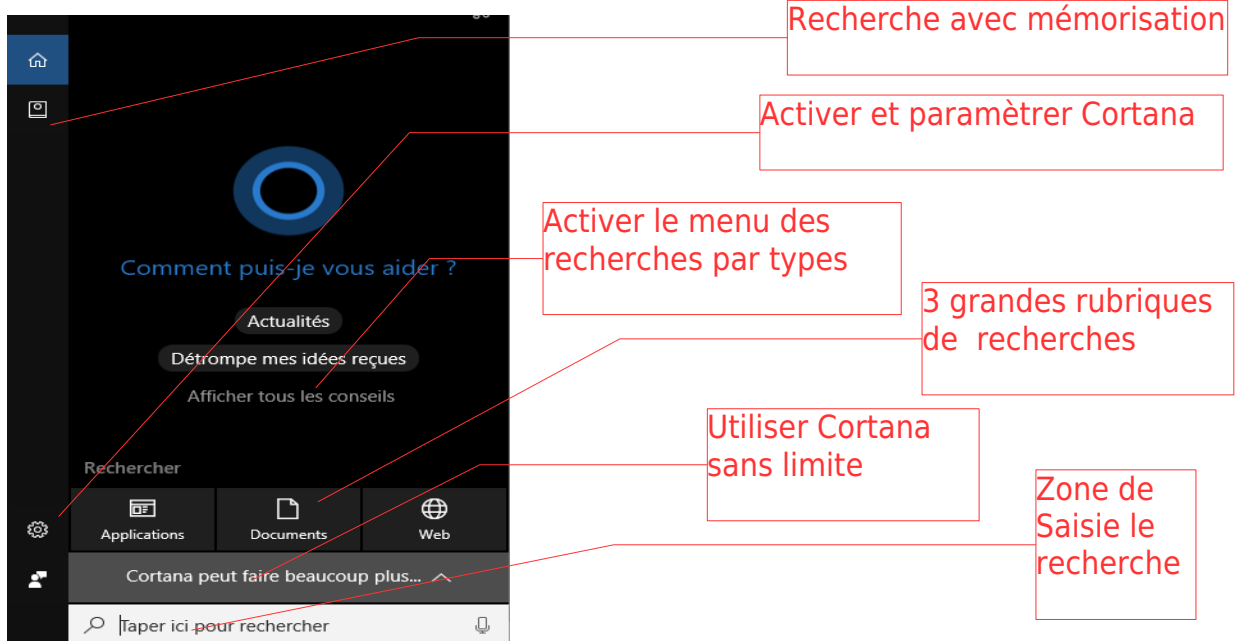 Recherche avec mémorisation
Activer et paramètrer Cortana
Activer le menu des
recherches par types
Comment puis-je vous aider ?
3 grandes rubriques
de recherches
Actualités
Détrompe mes idées reçues
Afficher tous les conseils
Utiliser Cortana
sans limite
Rechercher
Zone de
Saisie le
recherche
Applications
Documents
Web
Cortana peut faire beaucoup plus...
Taper ici pour rechercher